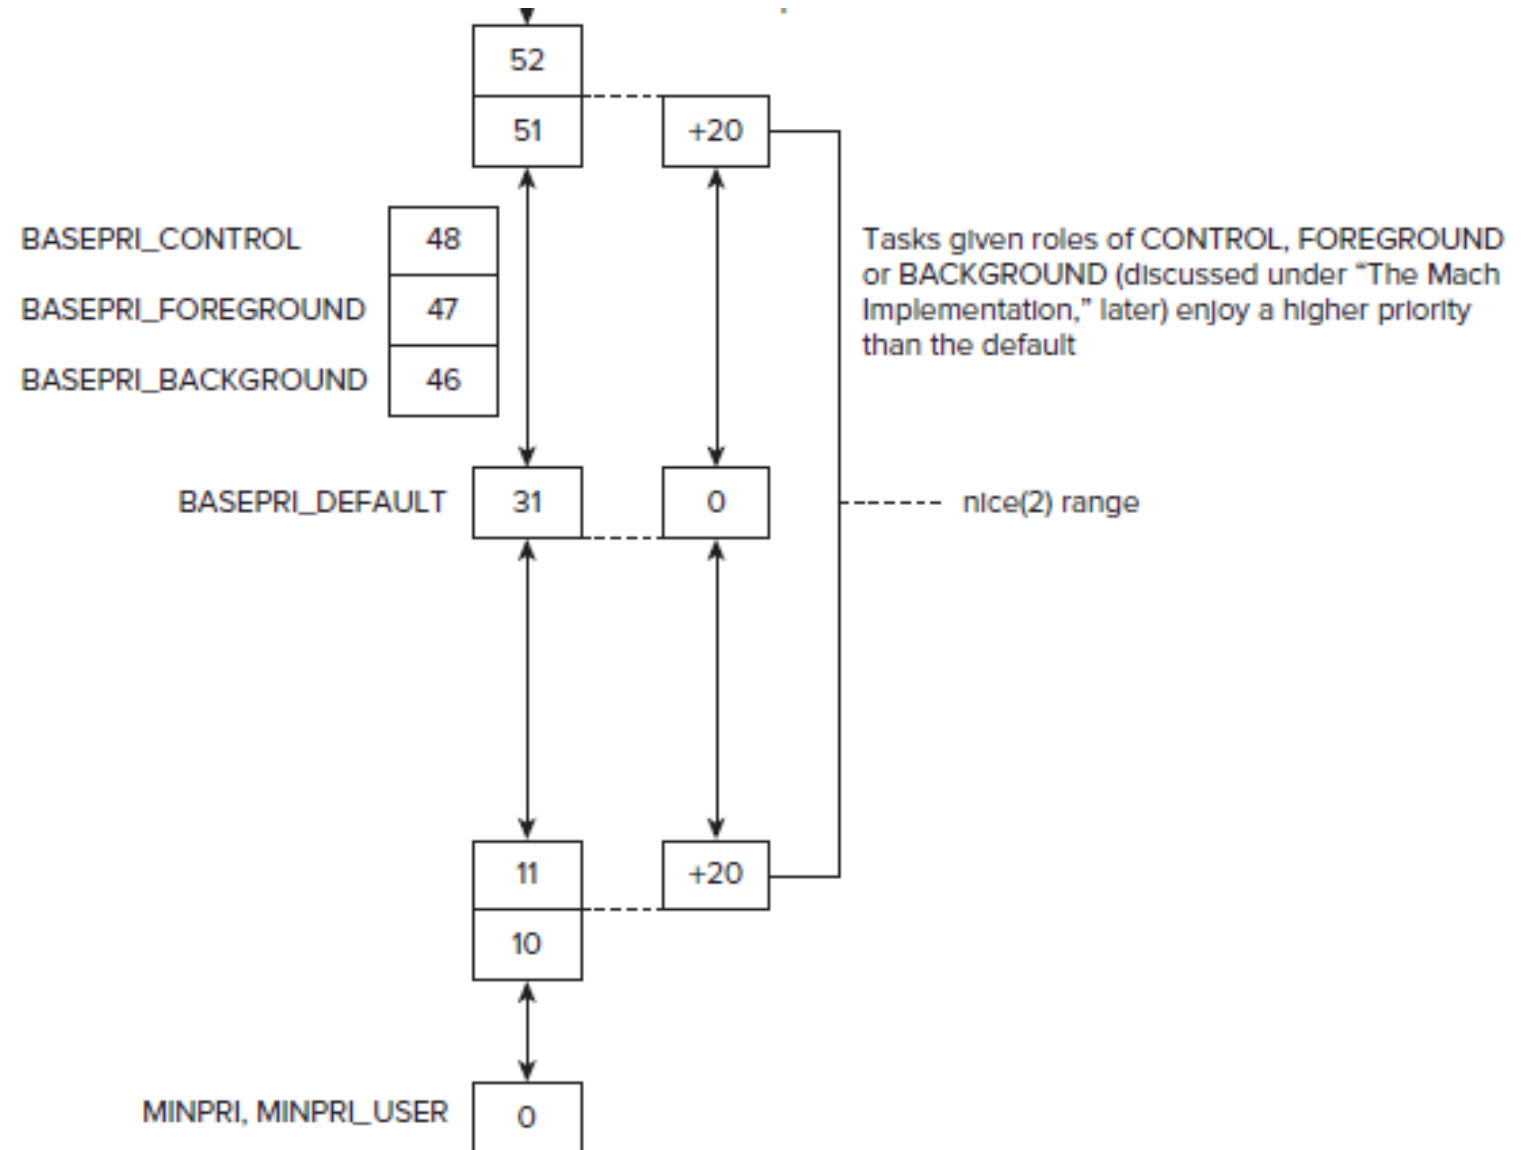 52
51
+20
BASEPRI_CONTROL
48
BASEPRI_FOREGROUND
47
BASEPRI_BACKGROUND
46
Tasks given roles of CONTROL, FOREGROUND
or BACKGROUND (discussed under “The Mach
Implementation,” later) enjoy a higher priority
than the default
BASEPRI_DEFAULT
31
0
nice(2) range
11
+20
10
MINPRI, MINPRI_USER
0